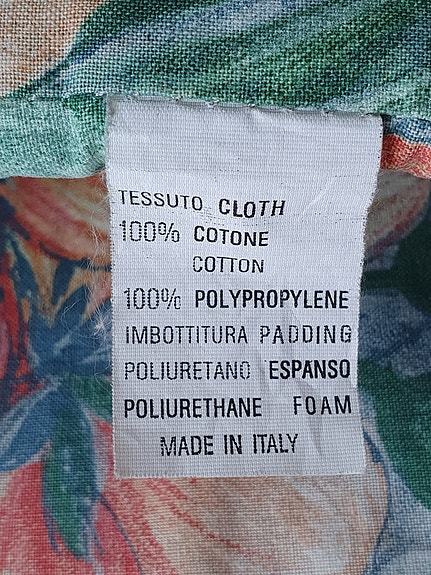 TESSUTO CLOTH
100% COTONE
COTTON
100% POLYPROPYLENE
IMBOTTITURA PADDING
POLIURETANO ESPANSO
POLIURETHANE FOAM
MADE IN ITALY